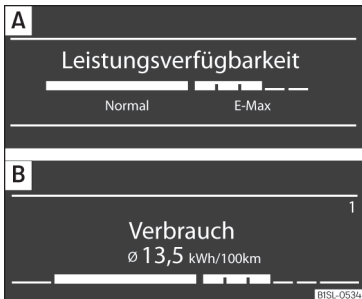 A
Leistungsverfügbarkeit
Normal E-Max
B
1
Verbrauch
Ø 13,5 kWh/100km
B1SL-0534